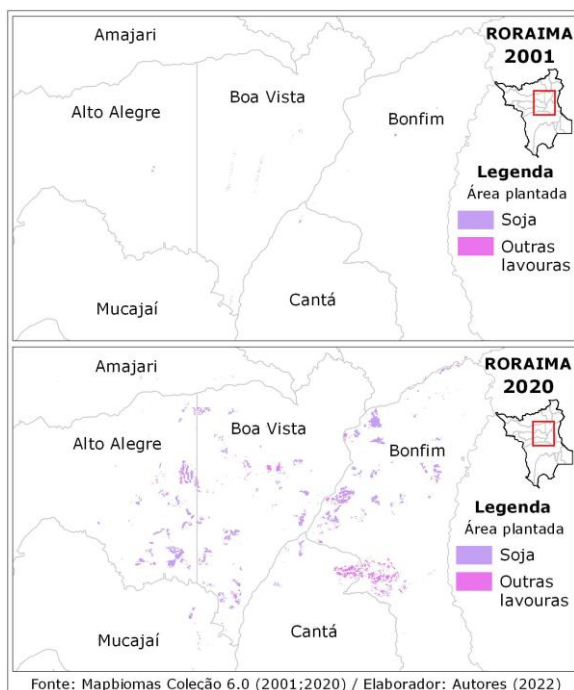 Amajari
RORAIMA
2001
Alto Alegre
Boa Vista
Bonfim
Legenda
Área plantada
Soja
Outras
lavouras
Mucajaí
Cantá
Amajari
RORAIMA
2020
Alto Alegre
Boa Vista
Bonfim
Legenda
Área plantada
Soja
Outras
lavouras
Mucajaí
Cantá
Fonte: Mapbiomas Coleção 6.0 (2001;2020) / Elaborador: Autores (2022)